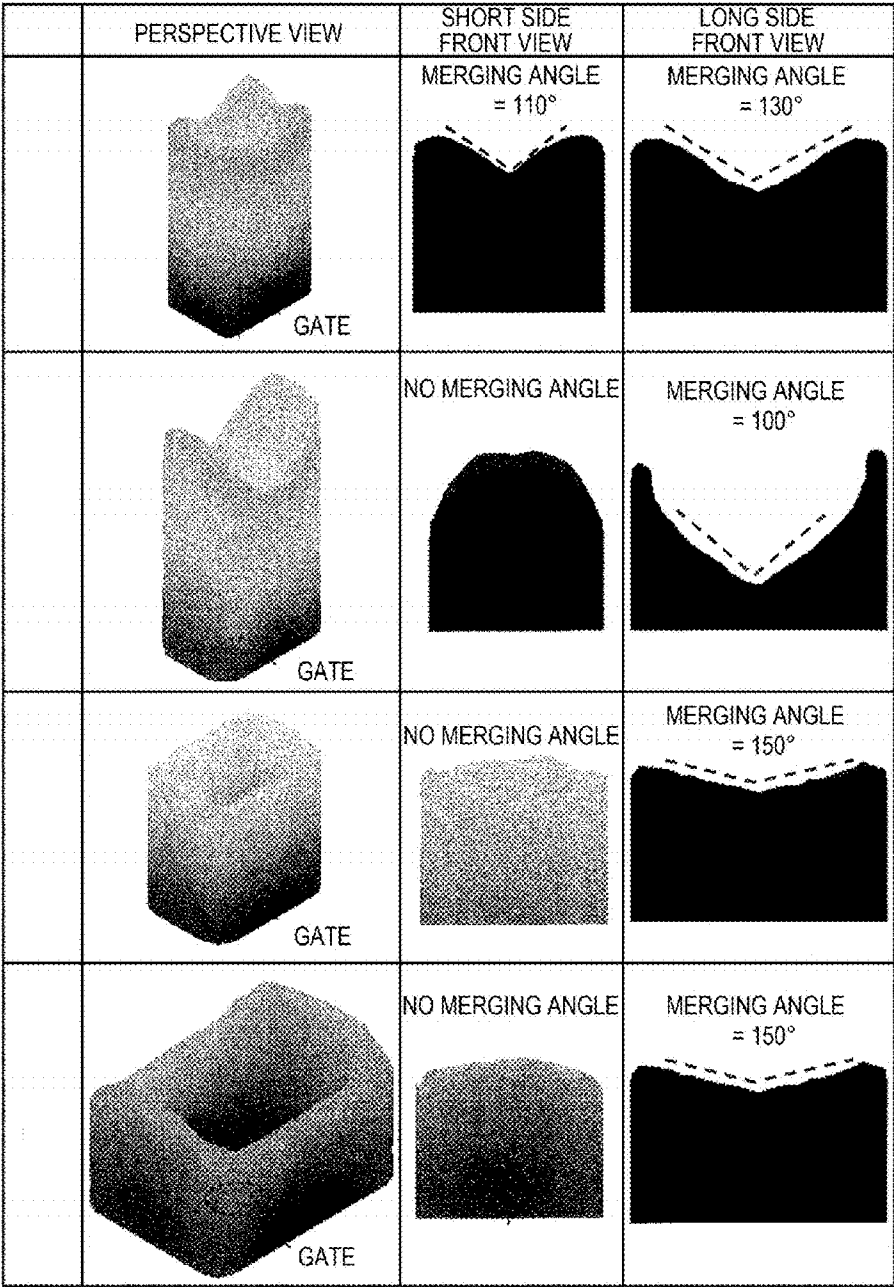 PERSPECTIVE VIEW
SHORT SIDE
FRONT VIEW
LONG SIDE
FRONT VIEW
GATE
MERGING ANGLE
= 110°
MERGING ANGLE
= 130°
GATE
NO MERGING ANGLE
MERGING ANGLE
= 100°
GATE
NO MERGING ANGLE
MERGING ANGLE
= 150°
GATE
NO MERGING ANGLE
MERGING ANGLE
= 150°